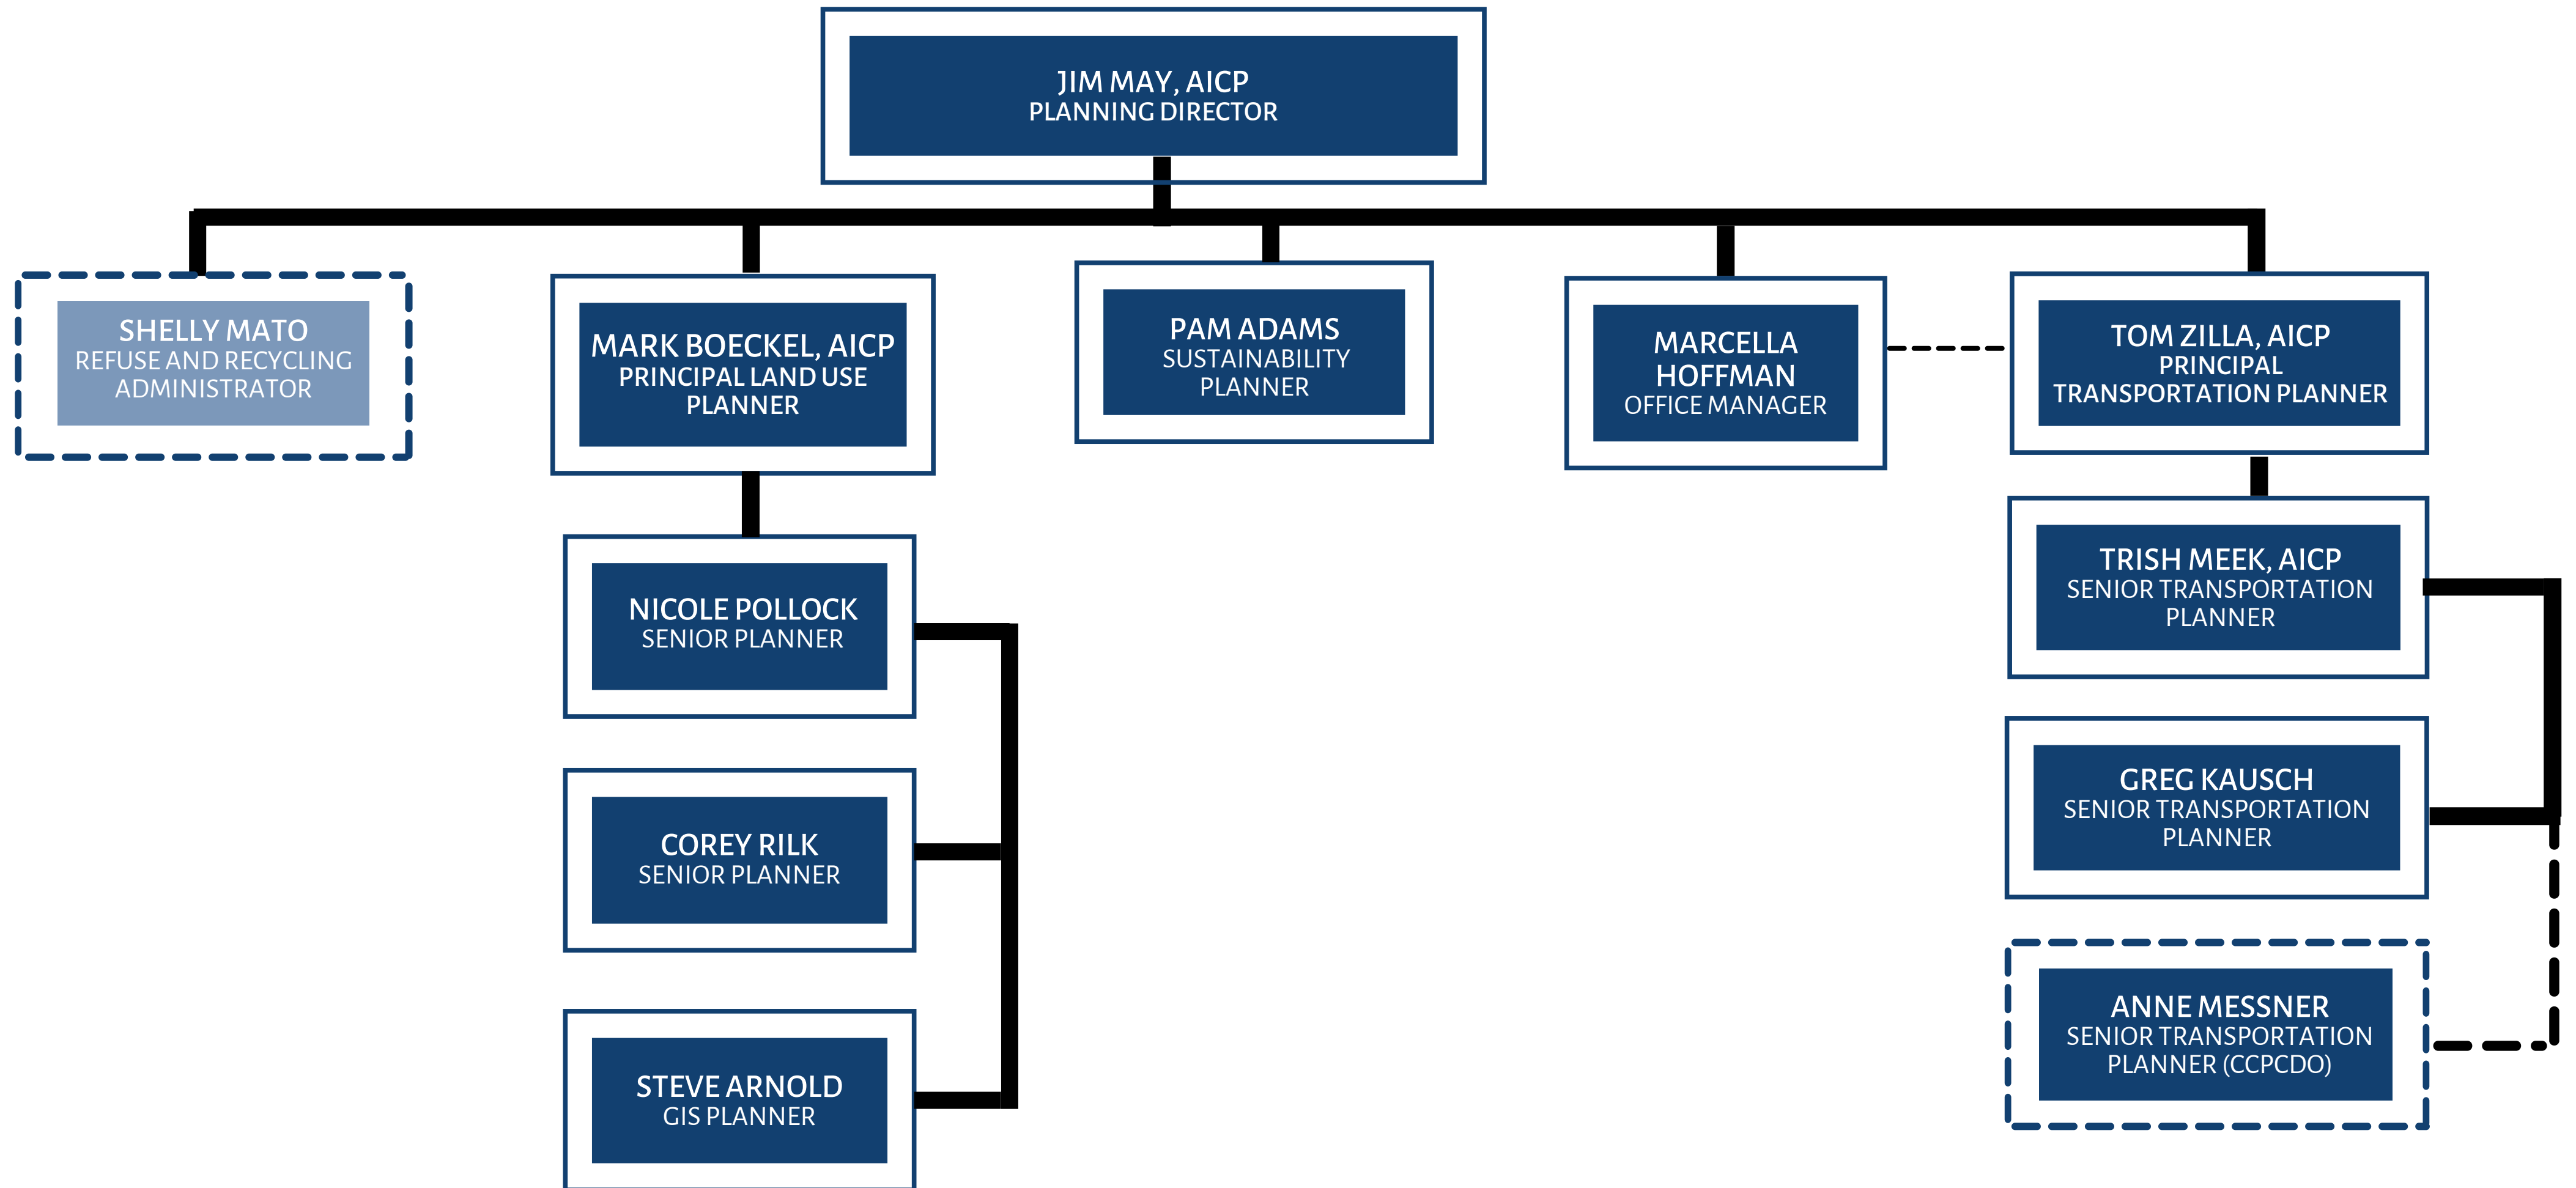 JIM MAY, AICP
PLANNING DIRECTOR
SHELLY MATO
REFUSE AND RECYCLING
ADMINISTRATOR
MARK BOECKEL, AICP
PRINCIPAL LAND USE
PLANNER
PAM ADAMS
SUSTAINABILITY
PLANNER
MARCELLA
HOFFMAN
OFFICE MANAGER
TOM ZILLA, AICP
PRINCIPAL
TRANSPORTATION PLANNER
NICOLE POLLOCK
SENIOR PLANNER
COREY RILK
SENIOR PLANNER
STEVE ARNOLD
GIS PLANNER
TRISH MEEK, AICP
SENIOR TRANSPORTATION
PLANNER
GREG KAUSCH
SENIOR TRANSPORTATION
PLANNER
ANNE MESSNER
SENIOR TRANSPORTATION
PLANNER (CCPCDO)